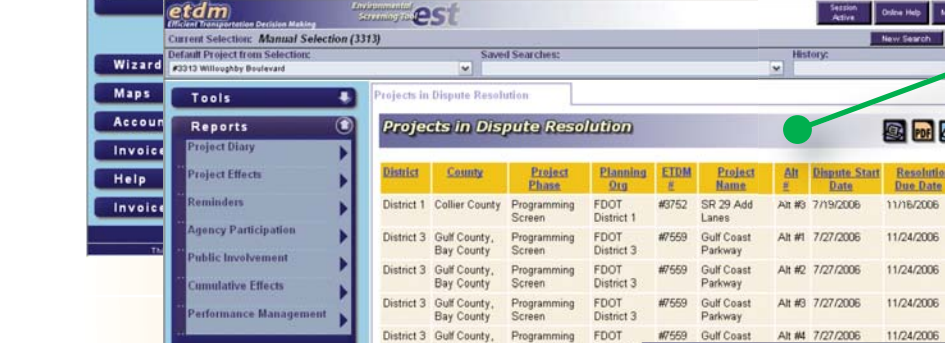 etdm
Efficient Transportation Decision Making
Environmental
Screening Tool
est
Session
Active
Online Help
Current Selection: Manual Selection (3313)
New Search
Default Project from Selection:
Saved Searches:
History:
#3313 Willoughby Boulevard
Wizard
Maps
Accoun
Invoice
Help
Invoice
Th
Tools
Reports
Project Diary
Project Effects
Reminders
Agency Participation
Public Involvement
Cumulative Effects
Performance Management
Projects in Dispute Resolution
Projects in Dispute Resolution
PDF
District County Project Phase Planning Org ETDM # Project Name Alt # Dispute Start Date Resolutio Due Date
District 1 Collier County Programming Screen FDOT District 1 #3752 SR 29 Add Lanes Alt #3 7/19/2006 11/16/2006
District 3 Gulf County, Bay County Programming Screen FDOT District 3 #7559 Gulf Coast Parkway Alt #1 7/27/2006 11/24/2006
District 3 Gulf County, Bay County Programming Screen FDOT District 3 #7559 Gulf Coast Parkway Alt #2 7/27/2006 11/24/2006
District 3 Gulf County, Bay County Programming Screen FDOT District 3 #7559 Gulf Coast Parkway Alt #3 7/27/2006 11/24/2006
District 3 Gulf County, Programming FDOT #7559 Gulf Coast Alt #4 7/27/2006 11/24/2006